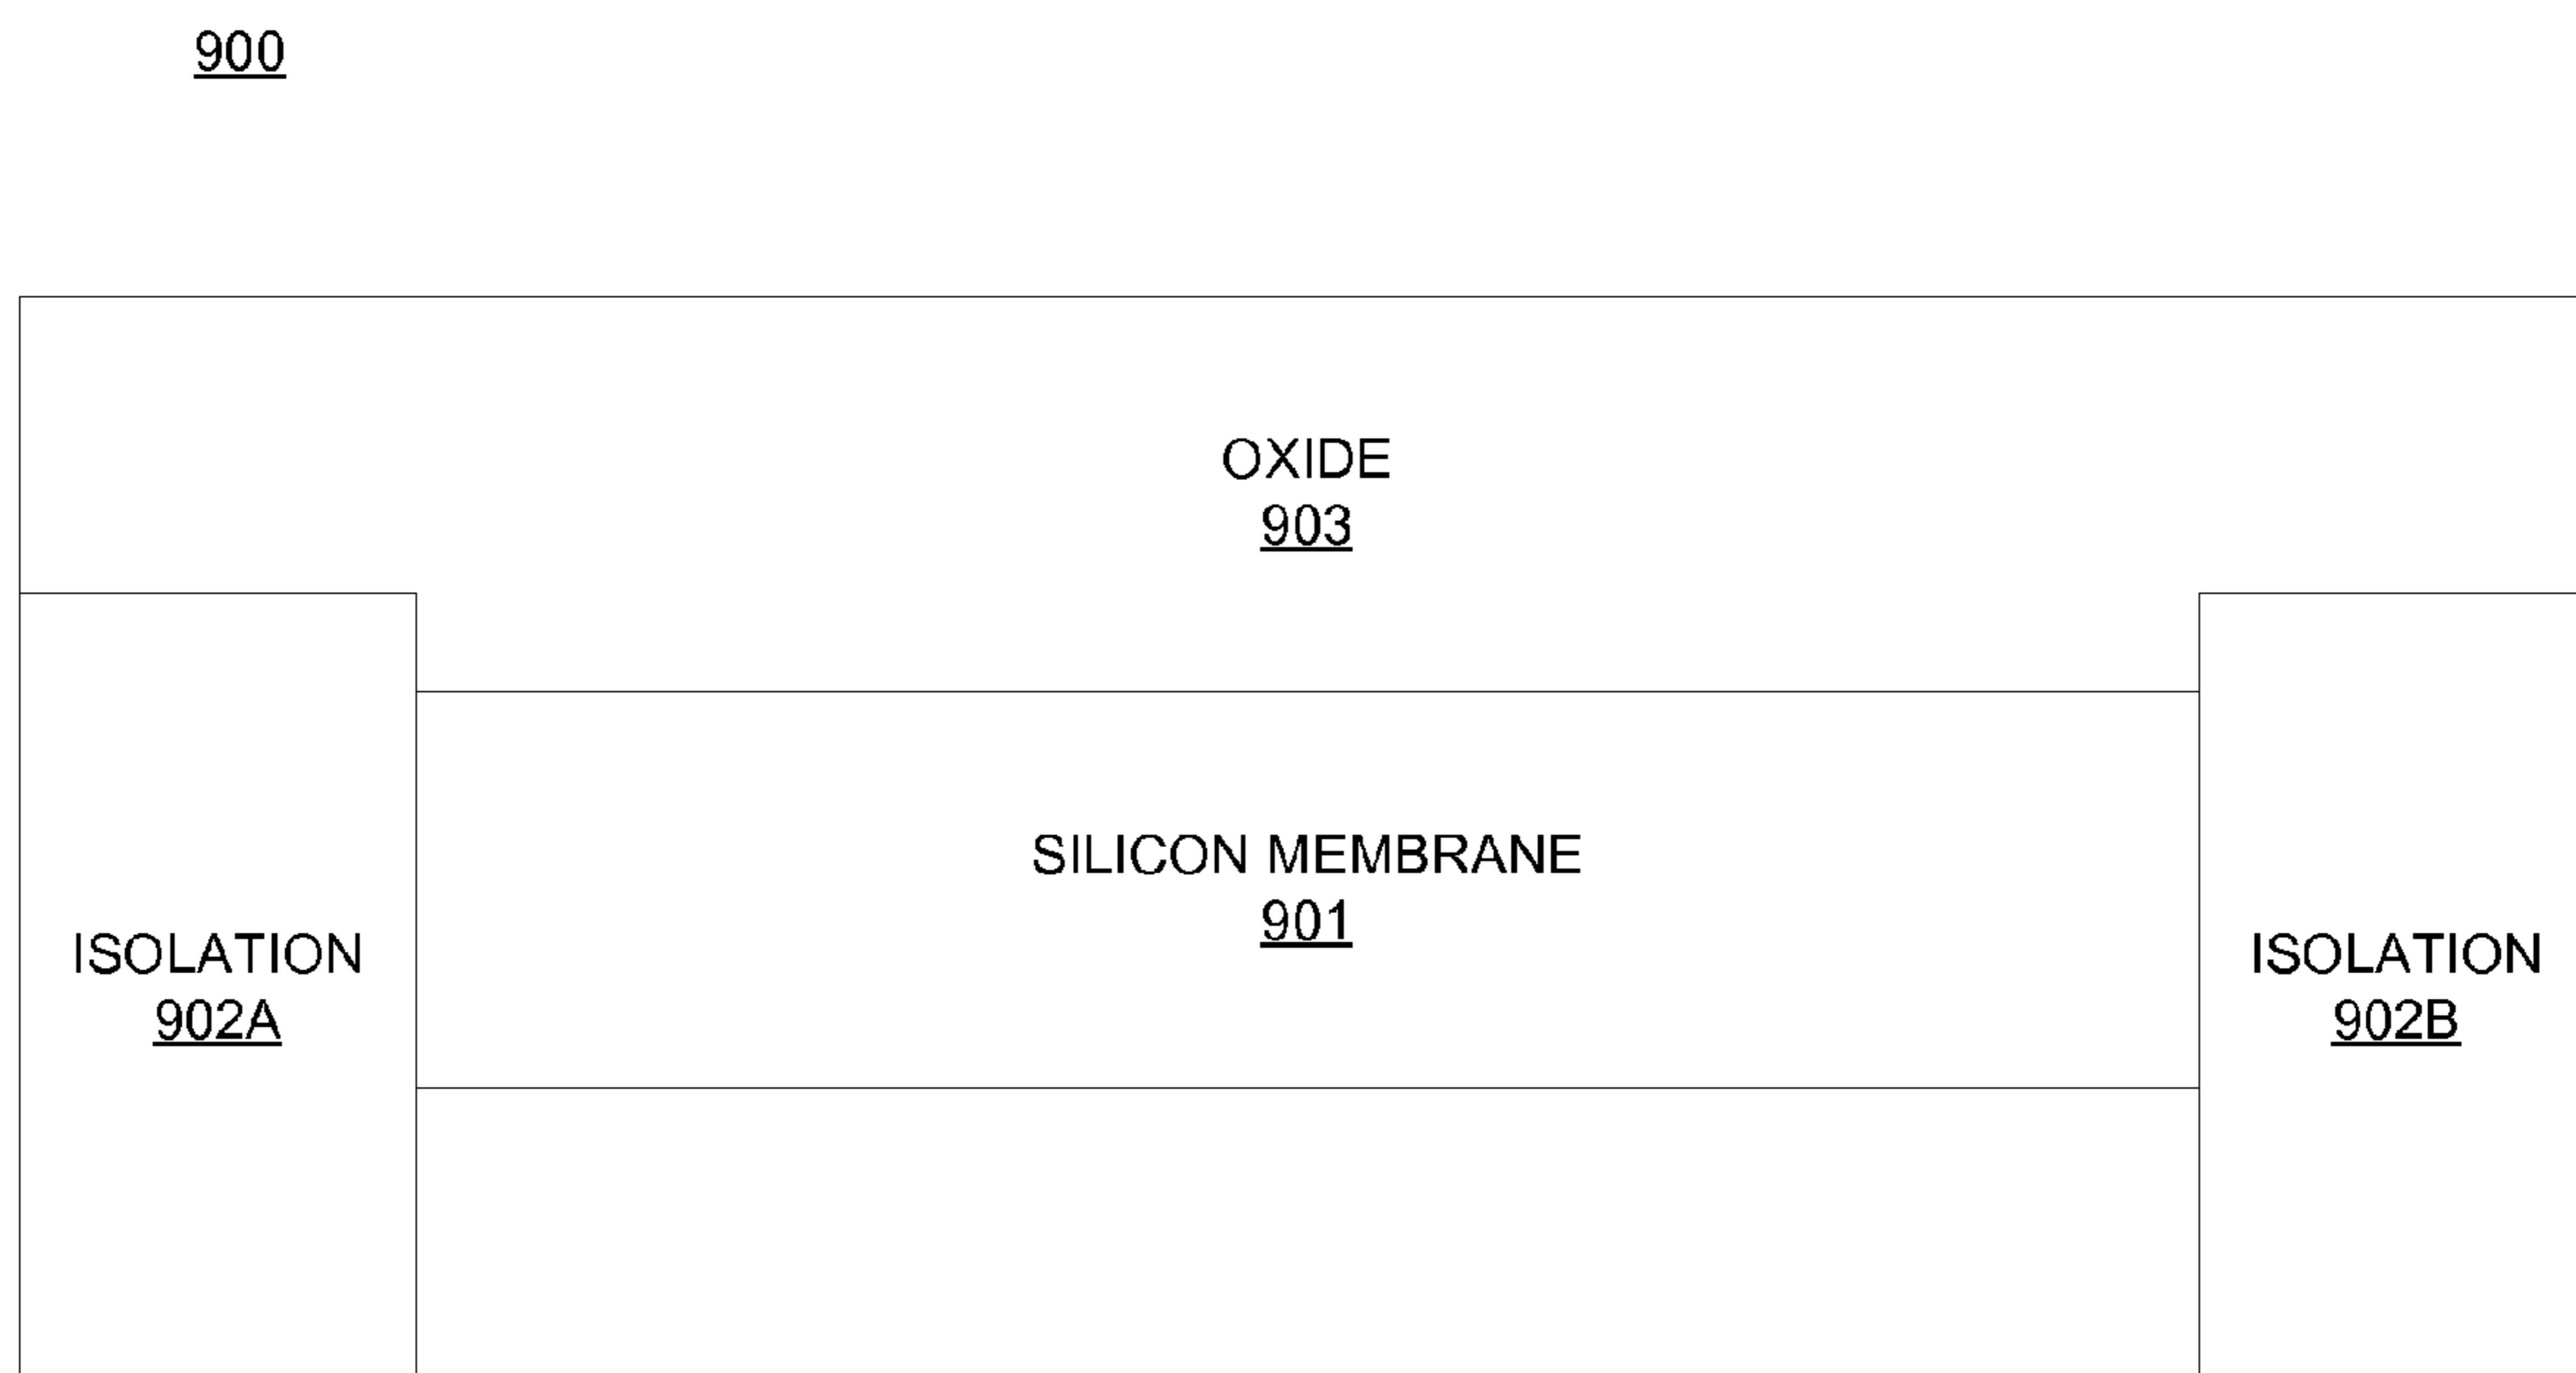 900
OXIDE
903
SILICON MEMBRANE
901
ISOLATION
902A
ISOLATION
902B